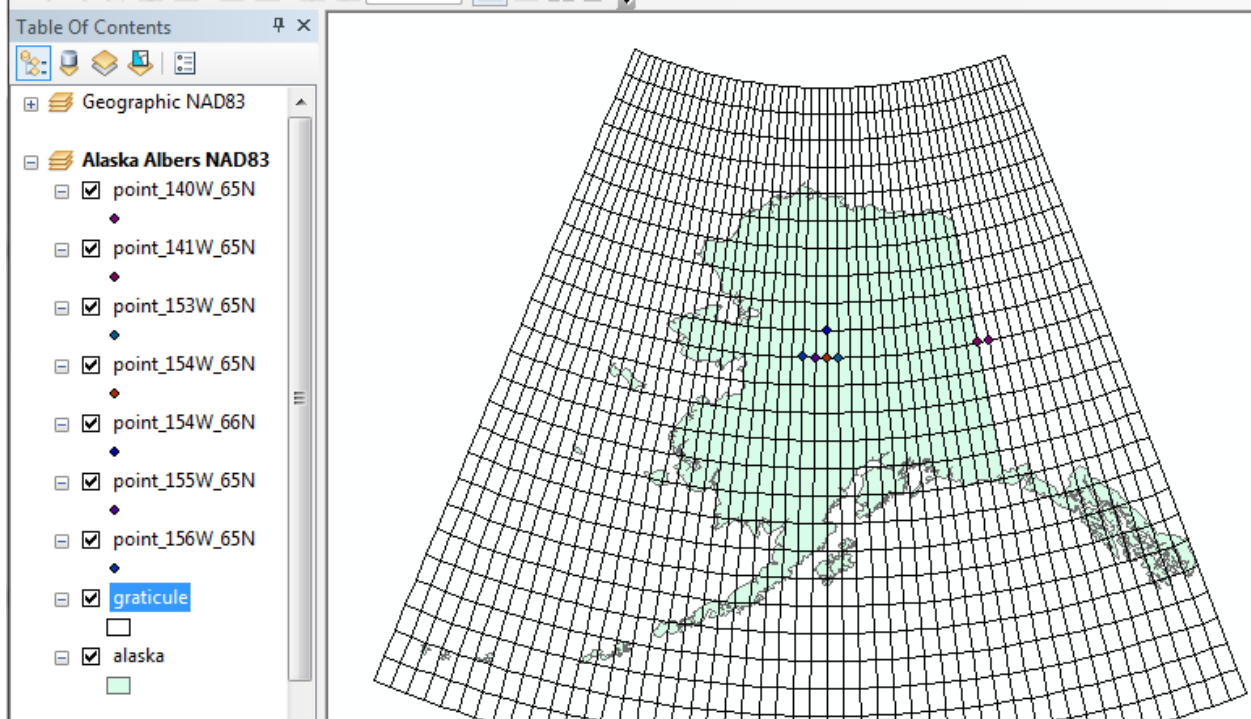 Table Of Contents
Geographic NAD83
Alaska Albers NAD83
point_140W_65N
point_141W_65N
point_153W_65N
point_154W_65N
point_154W_66N
point_155W_65N
point_156W_65N
graticule
alaska